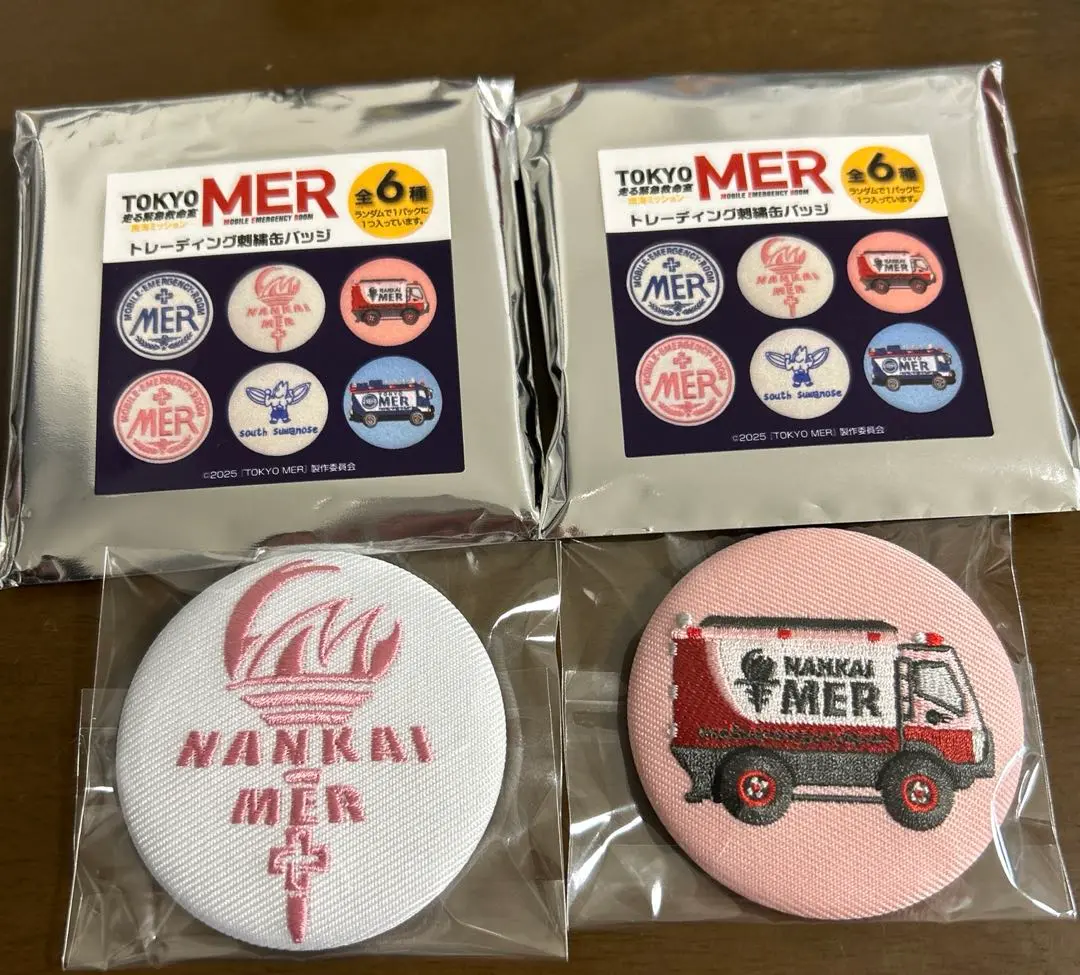 TOKYO MER
走る緊急救命室
南海ミッション
MOBILE EMERGENCY ROOM
全6種
ランダムで1パックに
1つ入っています。
トレーディング刺繍缶バッジ
MOBILE-EMERGENCY-ROOM
MER
NANKAI
MER
NANKAI
MER
MOBILE-EMERGENCY-ROOM
MER
south suwanose
TOKYO
MER
©2025『TOKYO MER』製作委員会
TOKYO MER
走る緊急救命室
南海ミッション
MOBILE EMERGENCY ROOM
全6種
ランダムで1パックに
1つ入っています。
トレーディング刺繍缶バッジ
MOBILE-EMERGENCY-ROOM
MER
NANKAI
MER
NANKAI
MER
MOBILE-EMERGENCY-ROOM
MER
south suwanose
TOKYO
MER
©2025『TOKYO MER』製作委員会
NANKAI
MER
NANKAI
MER